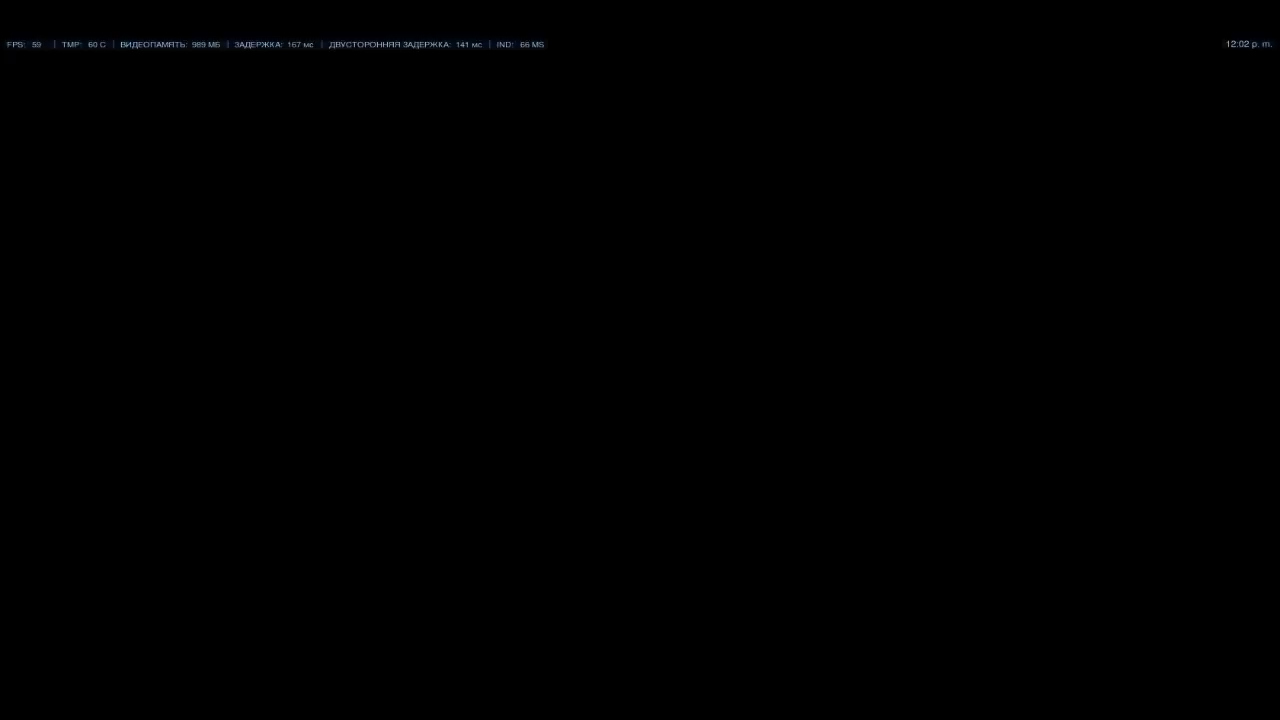 FPS: 59 | TMP: 60 C | ВИДЕОПАМЯТЬ: 989 МБ | ЗАДЕРЖКА: 167 мс | ДВУСТОРОННЯЯ ЗАДЕРЖКА: 141 мс | IND: 66 MS 12:02 p. m.